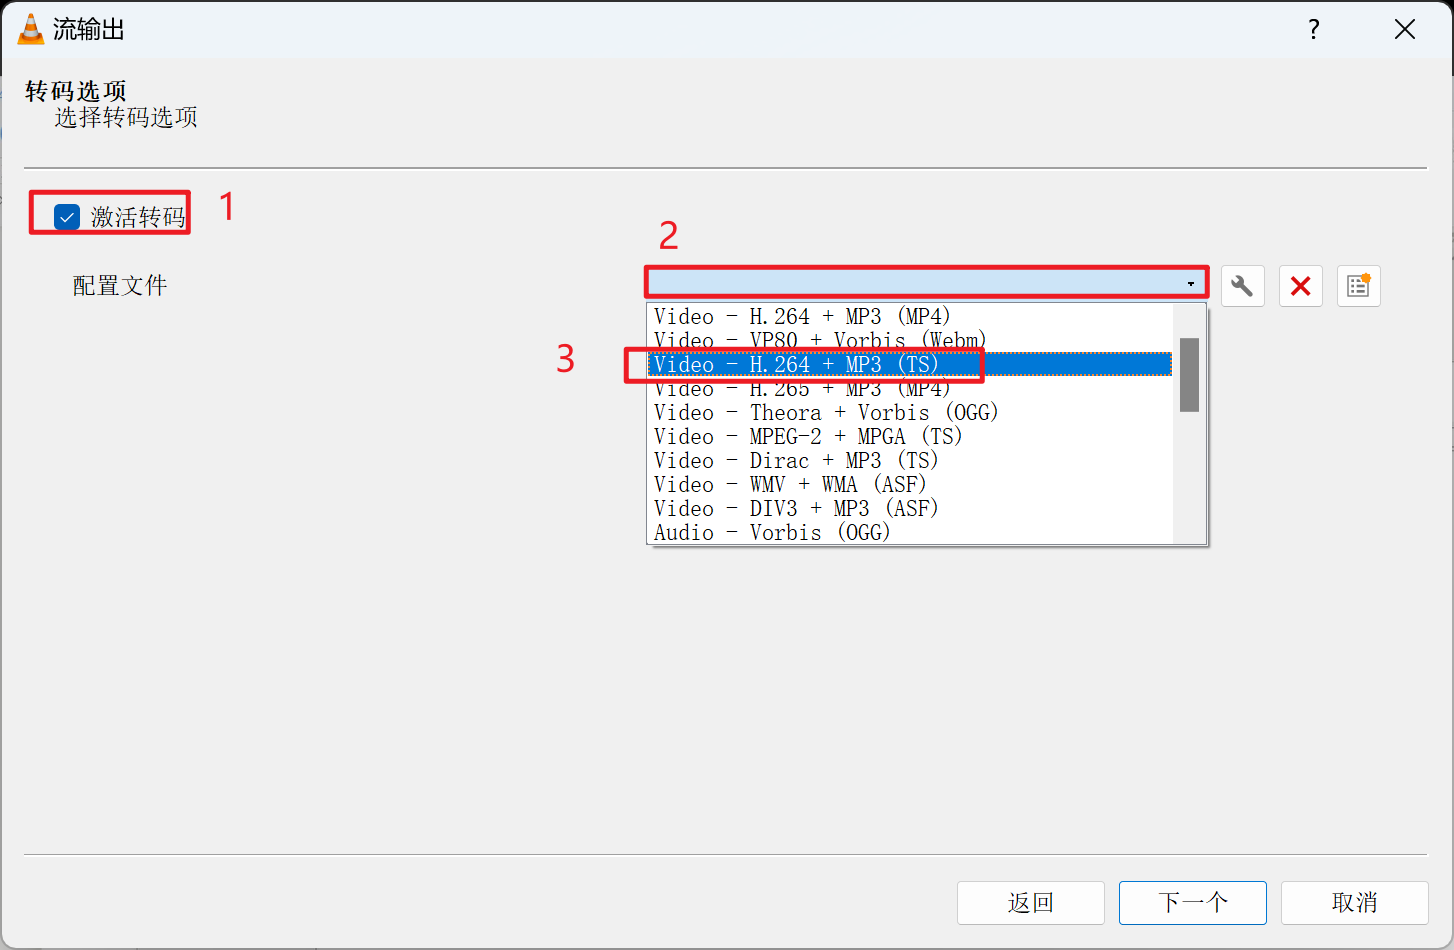 流输出
?
转码选项
选择转码选项
激活转码
1
2
配置文件
Video - H.264 + MP3 (MP4)
Video - VP80 + Vorbis (Webm)
3
Video - H.264 + MP3 (TS)
Video - H.265 + MP3 (MP4)
Video - Theora + Vorbis (OGG)
Video - MPEG-2 + MPGA (TS)
Video - Dirac + MP3 (TS)
Video - WMV + WMA (ASF)
Video - DIV3 + MP3 (ASF)
Audio - Vorbis (OGG)
返回
下一个
取消